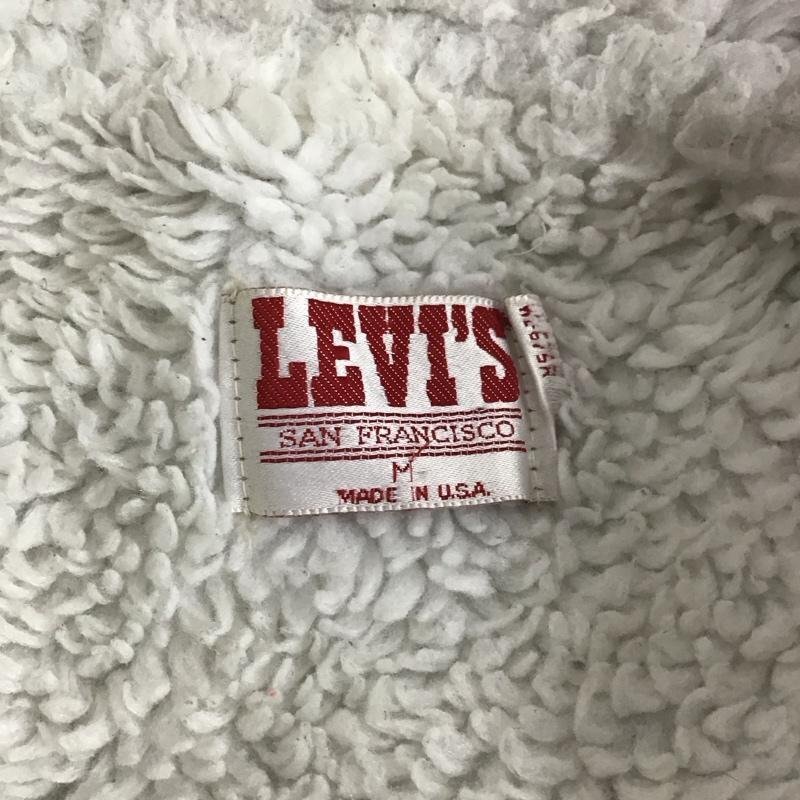 LEVI'S
SAN FRANCISCO
M
MADE IN U.S.A.